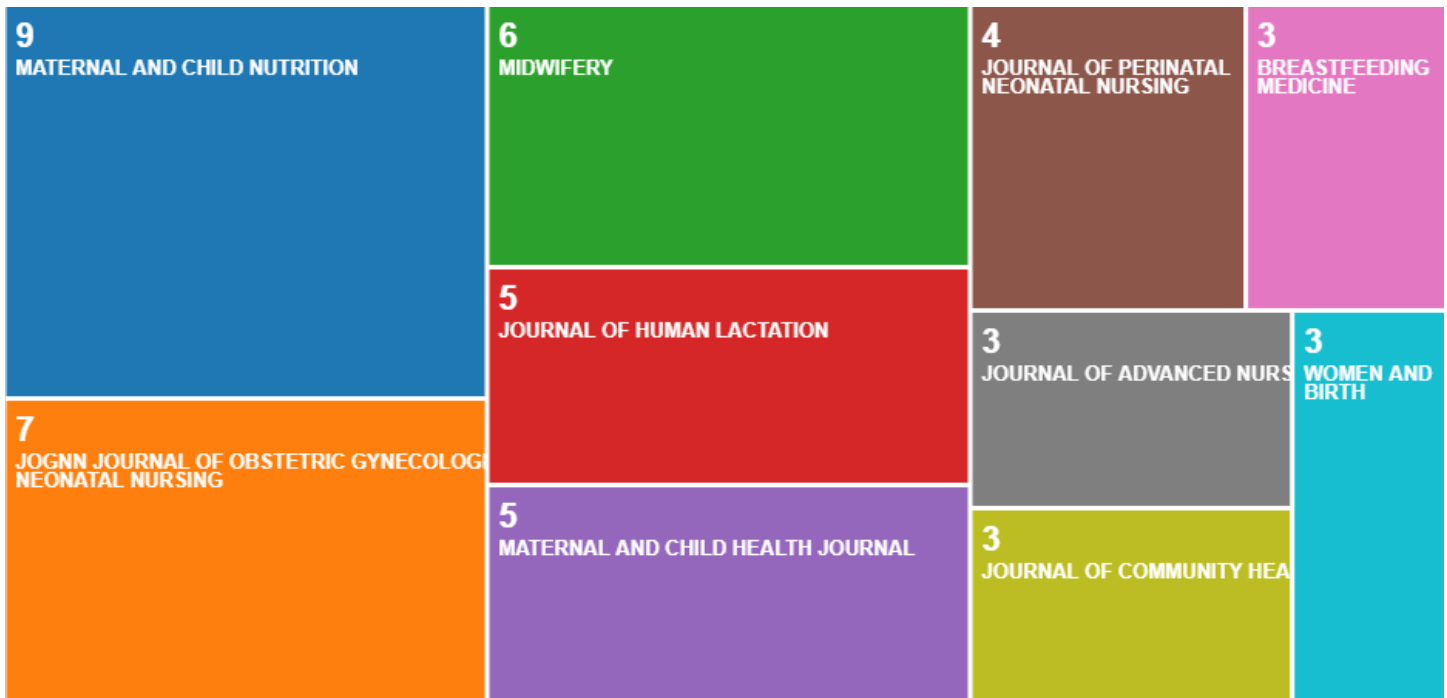 9
MATERNAL AND CHILD NUTRITION
7
JOGNN JOURNAL OF OBSTETRIC GYNECOLOGI
NEONATAL NURSING
6
MIDWIFERY
5
JOURNAL OF HUMAN LACTATION
5
MATERNAL AND CHILD HEALTH JOURNAL
4
JOURNAL OF PERINATAL
NEONATAL NURSING
3
BREASTFEEDING
MEDICINE
3
JOURNAL OF ADVANCED NURS
3
WOMEN AND
BIRTH
3
JOURNAL OF COMMUNITY HEA